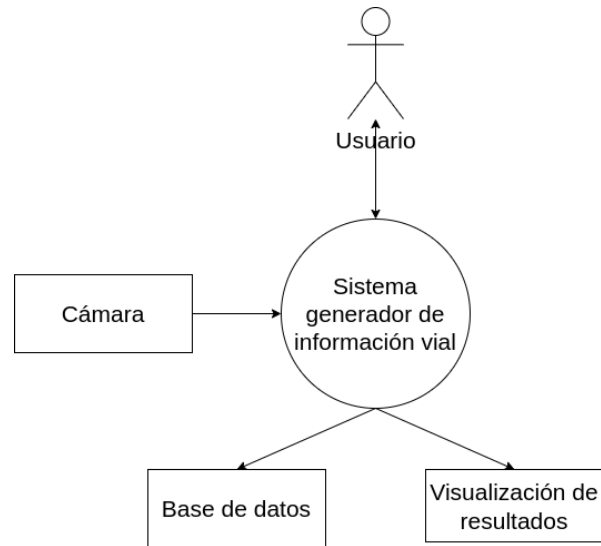 Usuario
Sistema
generador de
información vial
Cámara
Base de datos
Visualización de
resultados